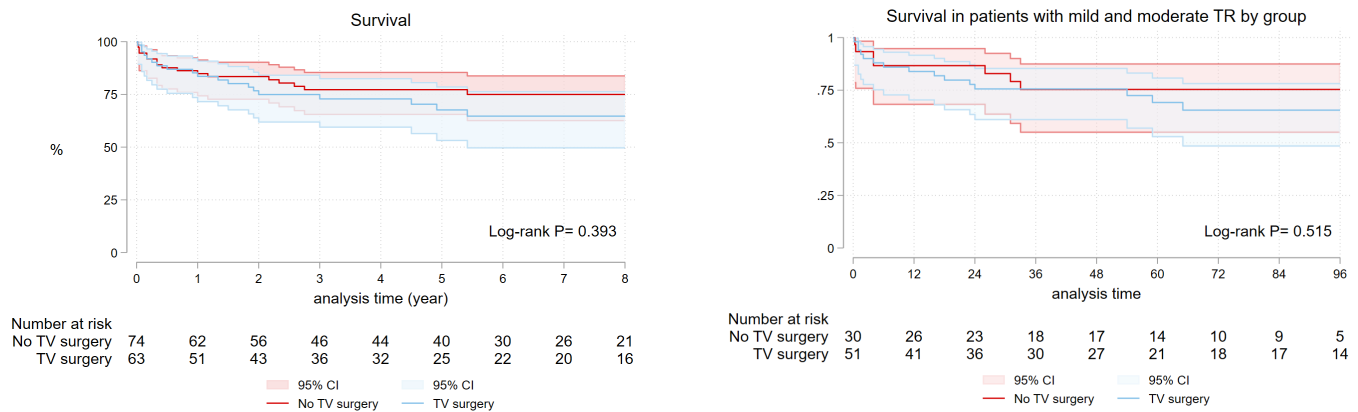 Survival
100
75
50
25
0
%
Log-rank P= 0.393
0 1 2 3 4 5 6 7 8
analysis time (year)
Number at risk
No TV surgery 74 62 56 46 44 40 30 26 21
TV surgery 63 51 43 36 32 25 22 20 16
95% CI 95% CI
No TV surgery TV surgery
Survival in patients with mild and moderate TR by group
1
.75
.5
.25
0
Log-rank P= 0.515
0 12 24 36 48 60 72 84 96
analysis time
Number at risk
No TV surgery 30 26 23 18 17 14 10 9 5
TV surgery 51 41 36 30 27 21 18 17 14
95% CI 95% CI
No TV surgery TV surgery